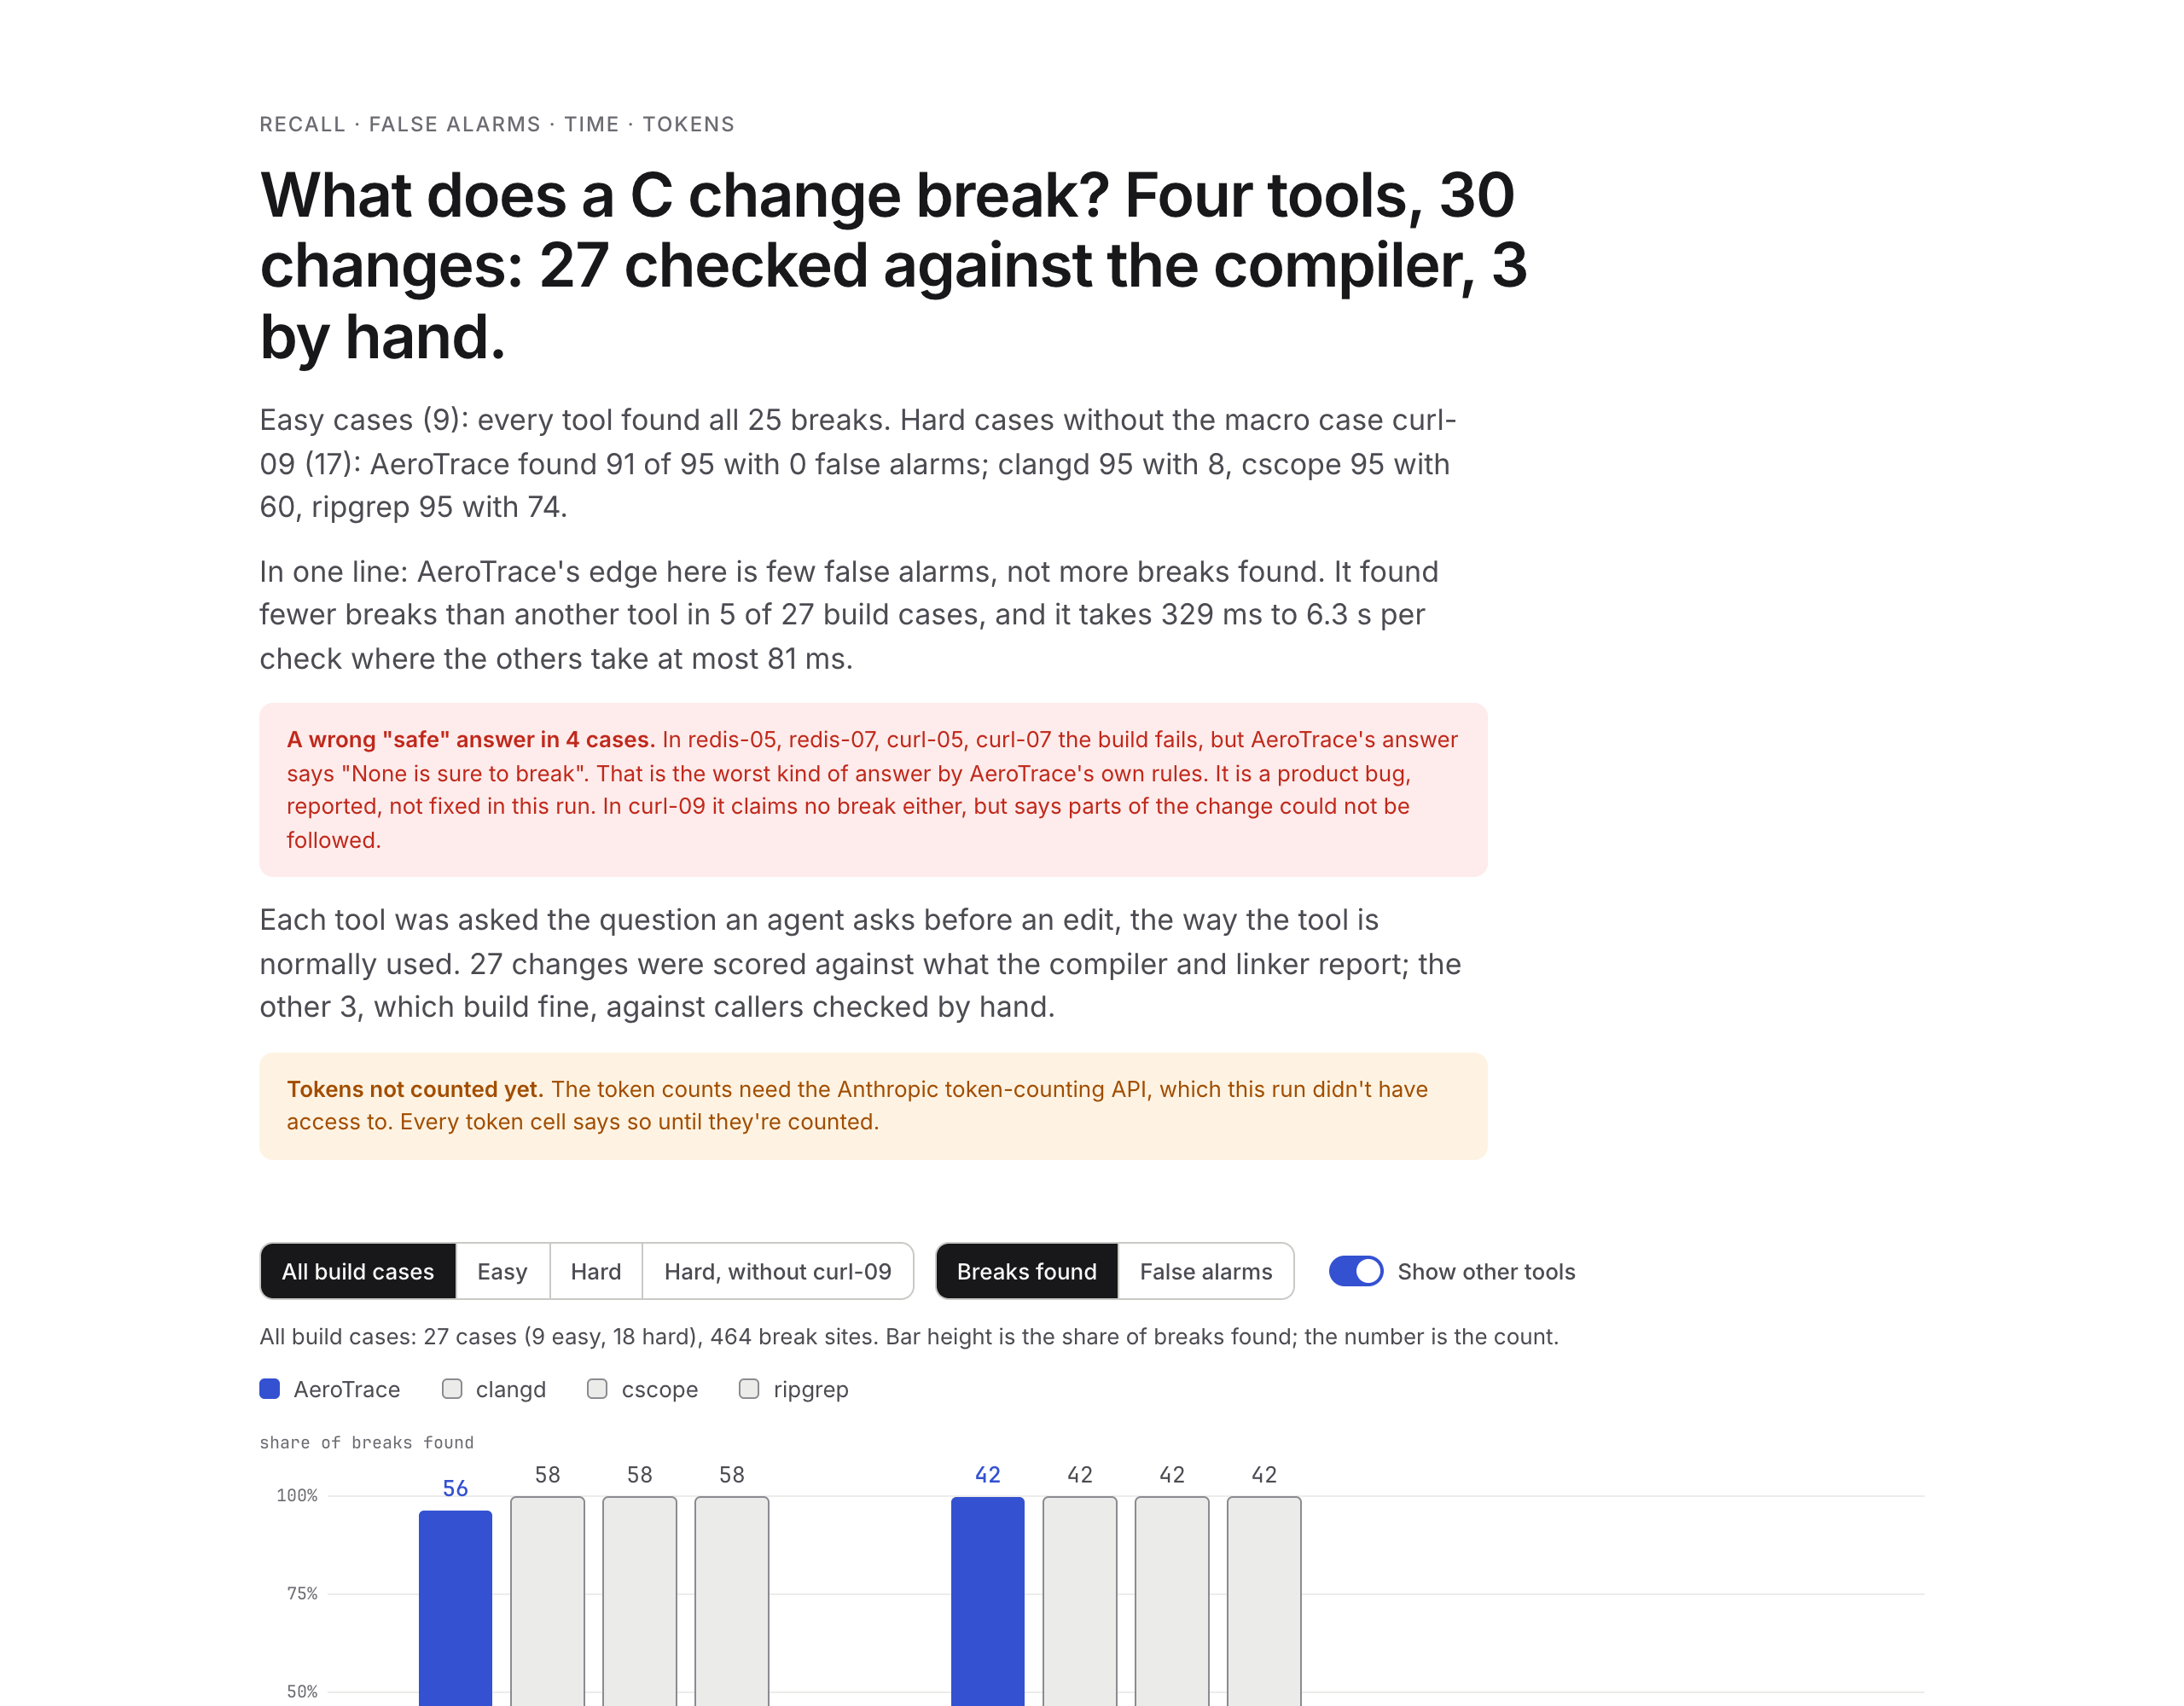 RECALL · FALSE ALARMS · TIME · TOKENS
What does a C change break? Four tools, 30
changes: 27 checked against the compiler, 3
by hand.
Easy cases (9): every tool found all 25 breaks. Hard cases without the macro case curl-
09 (17): AeroTrace found 91 of 95 with 0 false alarms; clangd 95 with 8, cscope 95 with
60, ripgrep 95 with 74.
In one line: AeroTrace's edge here is few false alarms, not more breaks found. It found
fewer breaks than another tool in 5 of 27 build cases, and it takes 329 ms to 6.3 s per
check where the others take at most 81 ms.
A wrong "safe" answer in 4 cases. In redis-05, redis-07, curl-05, curl-07 the build fails, but AeroTrace's answer
says "None is sure to break". That is the worst kind of answer by AeroTrace's own rules. It is a product bug,
reported, not fixed in this run. In curl-09 it claims no break either, but says parts of the change could not be
followed.
Each tool was asked the question an agent asks before an edit, the way the tool is
normally used. 27 changes were scored against what the compiler and linker report; the
other 3, which build fine, against callers checked by hand.
Tokens not counted yet. The token counts need the Anthropic token-counting API, which this run didn't have
access to. Every token cell says so until they're counted.
All build cases Easy Hard Hard, without curl-09 Breaks found False alarms Show other tools
All build cases: 27 cases (9 easy, 18 hard), 464 break sites. Bar height is the share of breaks found; the number is the count.
AeroTrace clangd cscope ripgrep
share of breaks found
56 58 58 58 42 42 42 42
100%
75%
50%